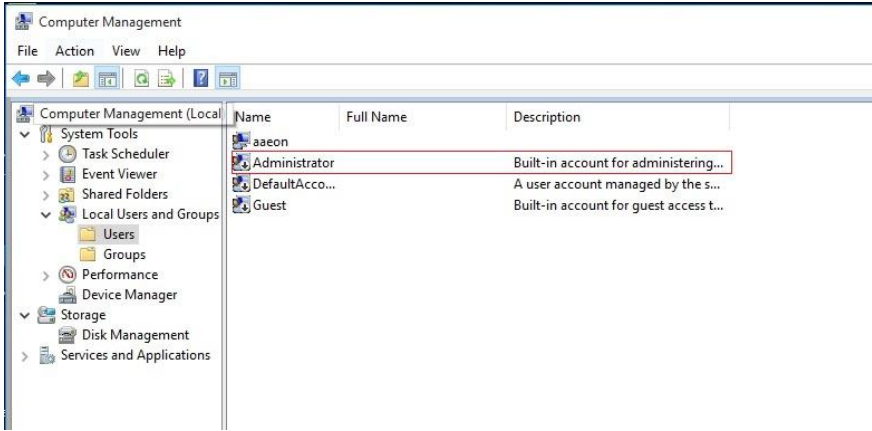 Computer Management
File Action View Help
Computer Management (Local
System Tools
Task Scheduler
Event Viewer
Shared Folders
Local Users and Groups
Users
Groups
Performance
Device Manager
Storage
Disk Management
Services and Applications
Name Full Name Description
aaeon
Administrator Built-in account for administering...
DefaultAcco... A user account managed by the s...
Guest Built-in account for guest access t...